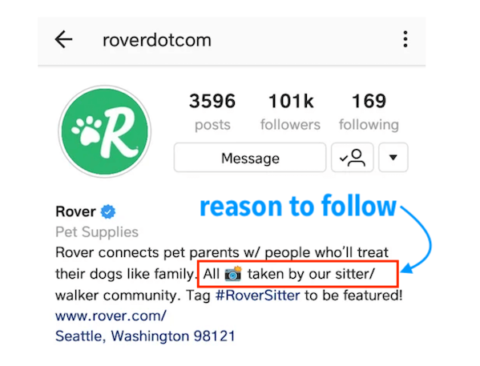 roverdotcom
3596 101k 169
posts followers following
Message
reason to follow
Rover
Pet Supplies
Rover connects pet parents w/ people who'll treat
their dogs like family. All 📸 taken by our sitter/
walker community. Tag #RoverSitter to be featured!
www.rover.com/
Seattle, Washington 98121